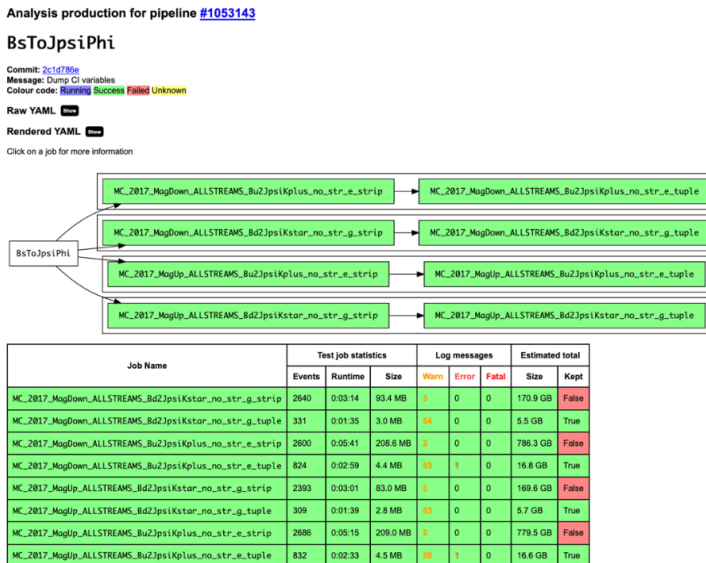 Analysis production for pipeline #1053143
BsToJpsiPhi
Commit: 2c1d786e
Message: Dump CI variables
Colour code: Running Success Failed Unknown
Raw YAML Show
Rendered YAML Show
Click on a job for more information
MC_2017_MagDown_ALLSTREAMS_Bu2JpsiKplus_no_str_e_strip MC_2017_MagDown_ALLSTREAMS_Bu2JpsiKplus_no_str_e_tuple
MC_2017_MagDown_ALLSTREAMS_Bd2JpsiKstar_no_str_g_strip MC_2017_MagDown_ALLSTREAMS_Bd2JpsiKstar_no_str_g_tuple
BsToJpsiPhi
MC_2017_MagUp_ALLSTREAMS_Bu2JpsiKplus_no_str_e_strip MC_2017_MagUp_ALLSTREAMS_Bu2JpsiKplus_no_str_e_tuple
MC_2017_MagUp_ALLSTREAMS_Bd2JpsiKstar_no_str_g_strip MC_2017_MagUp_ALLSTREAMS_Bd2JpsiKstar_no_str_g_tuple
Job Name Test job statistics Log messages Estimated total
Events Runtime Size Warn Error Fatal Size Kept
MC_2017_MagDown_ALLSTREAMS_Bd2JpsiKstar_no_str_g_strip 2640 0:03:14 93.4 MB 3 0 0 170.9 GB False
MC_2017_MagDown_ALLSTREAMS_Bd2JpsiKstar_no_str_g_tuple 331 0:01:35 3.0 MB 54 0 0 5.5 GB True
MC_2017_MagDown_ALLSTREAMS_Bu2JpsiKplus_no_str_e_strip 2600 0:05:41 208.6 MB 2 0 0 786.3 GB False
MC_2017_MagDown_ALLSTREAMS_Bu2JpsiKplus_no_str_e_tuple 824 0:02:59 4.4 MB 53 1 0 16.8 GB True
MC_2017_MagUp_ALLSTREAMS_Bd2JpsiKstar_no_str_g_strip 2393 0:03:01 83.0 MB 3 0 0 169.6 GB False
MC_2017_MagUp_ALLSTREAMS_Bd2JpsiKstar_no_str_g_tuple 309 0:01:39 2.8 MB 53 0 0 5.7 GB True
MC_2017_MagUp_ALLSTREAMS_Bu2JpsiKplus_no_str_e_strip 2686 0:05:15 209.0 MB 2 0 0 779.5 GB False
MC_2017_MagUp_ALLSTREAMS_Bu2JpsiKplus_no_str_e_tuple 832 0:02:33 4.5 MB 50 1 0 16.6 GB True